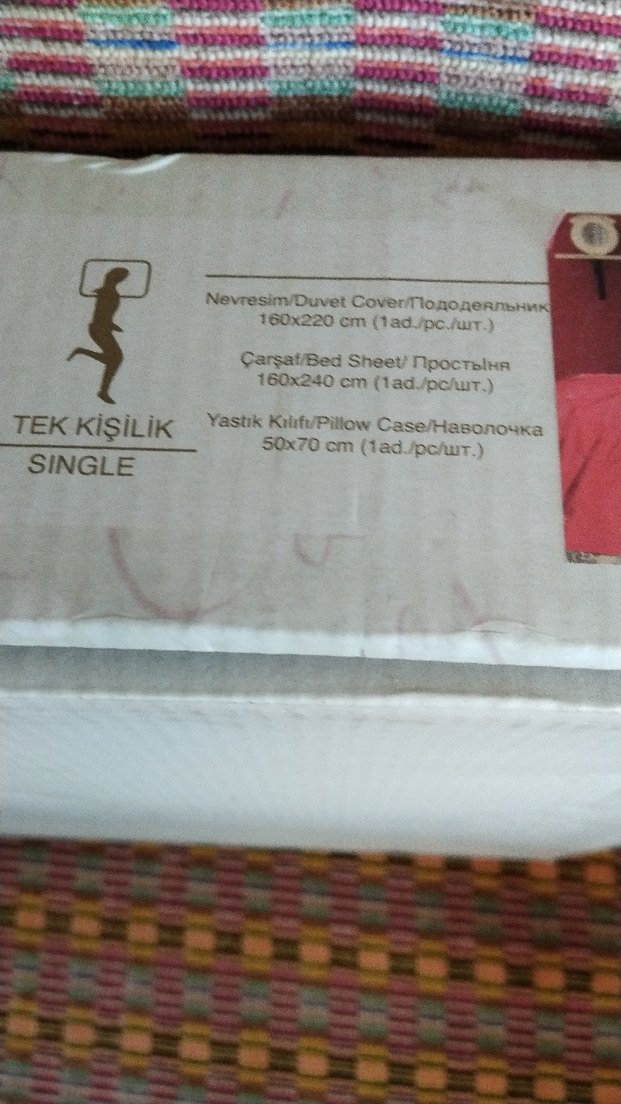 Nevresim/Duvet Cover/Пододеяльник
160x220 cm (1ad./pc./шт.)
Çarşaf/Bed Sheet/ ПростьІня
160x240 cm (1ad./pc/шт.)
Yastık Kılıfı/Pillow Case/Наволочка
50x70 cm (1ad./pc/шт.)
TEK KİŞİLİK
SINGLE